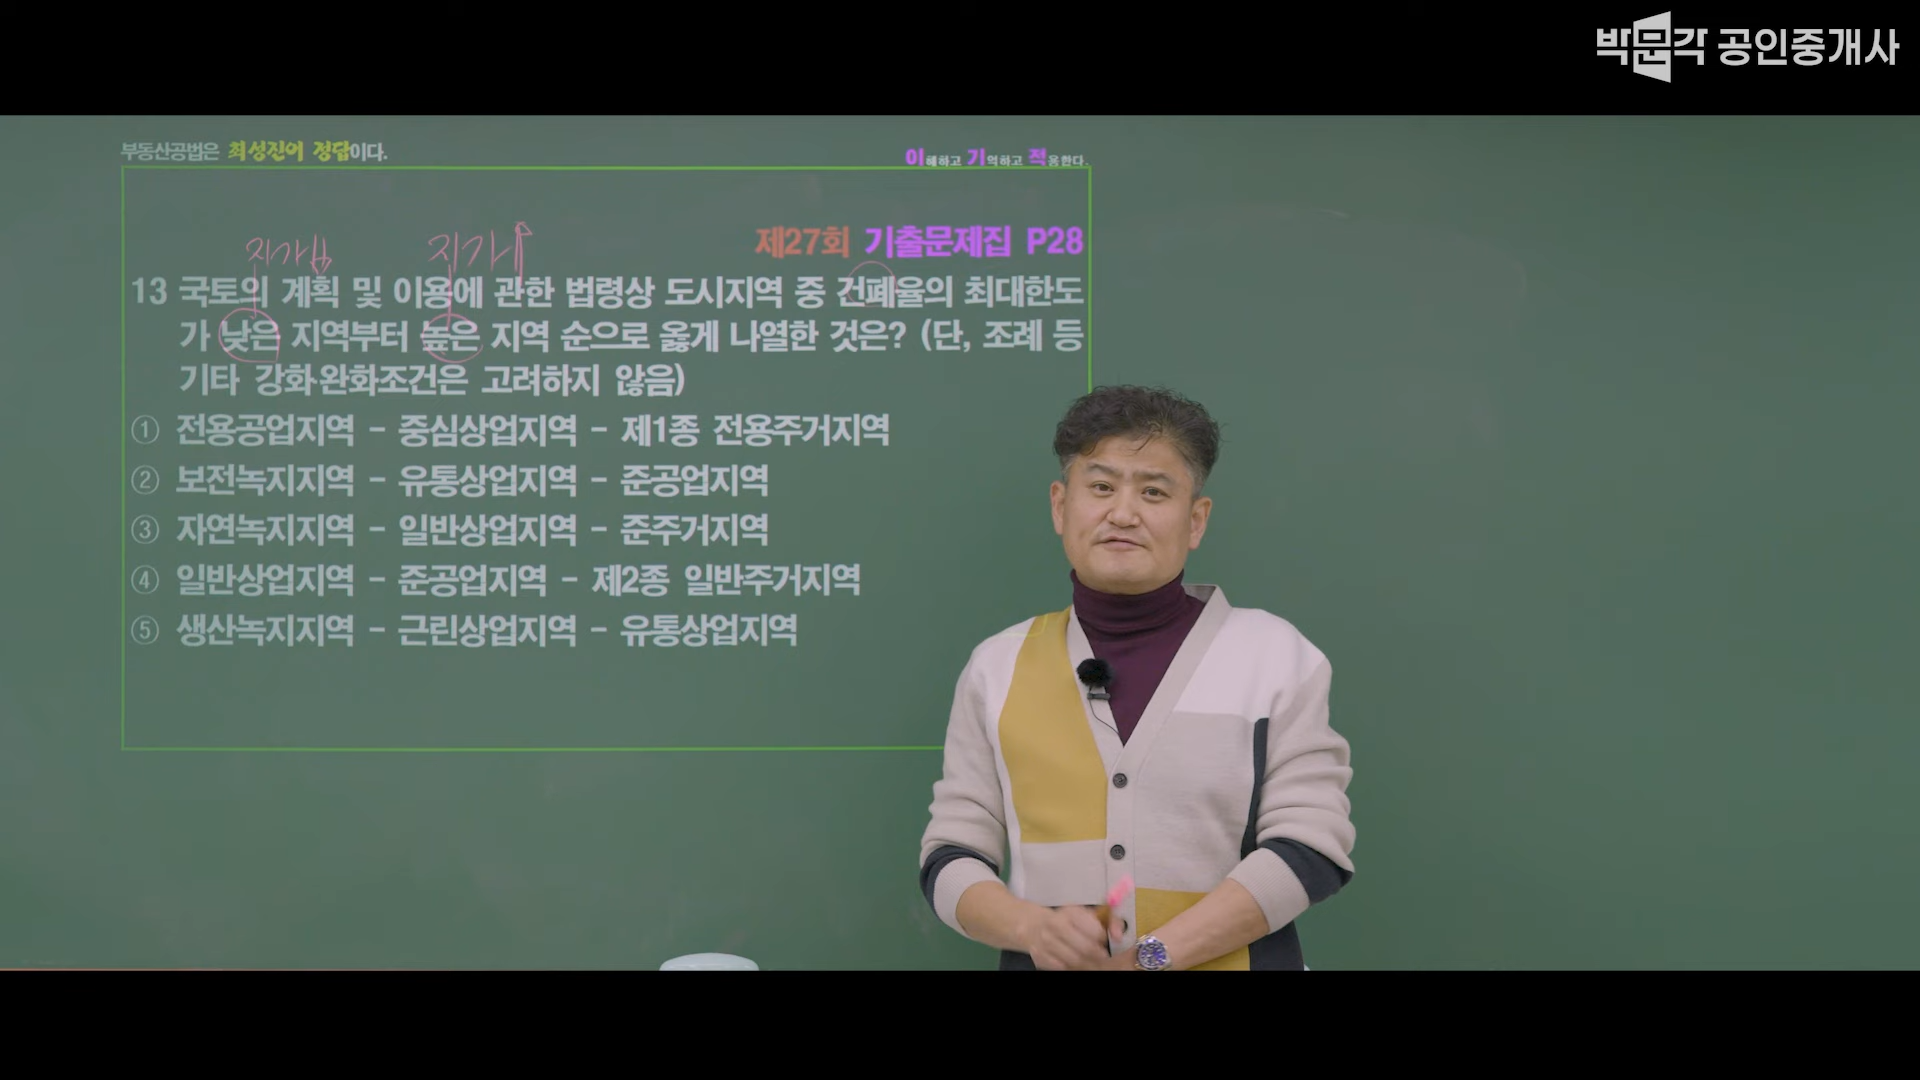 박문각 공인중개사
부동산공법은 최성진이 정답이다.
이해하고 기억하고 적용한다.
제27회 기출문제집 P28
지가
지가
13 국토의 계획 및 이용에 관한 법령상 도시지역 중 건폐율의 최대한도
가 낮은 지역부터 높은 지역 순으로 옳게 나열한 것은? (단, 조례 등
기타 강화·완화조건은 고려하지 않음)
① 전용공업지역 - 중심상업지역 - 제1종 전용주거지역
② 보전녹지지역 - 유통상업지역 - 준공업지역
③ 자연녹지지역 - 일반상업지역 - 준주거지역
④ 일반상업지역 - 준공업지역 - 제2종 일반주거지역
⑤ 생산녹지지역 - 근린상업지역 - 유통상업지역